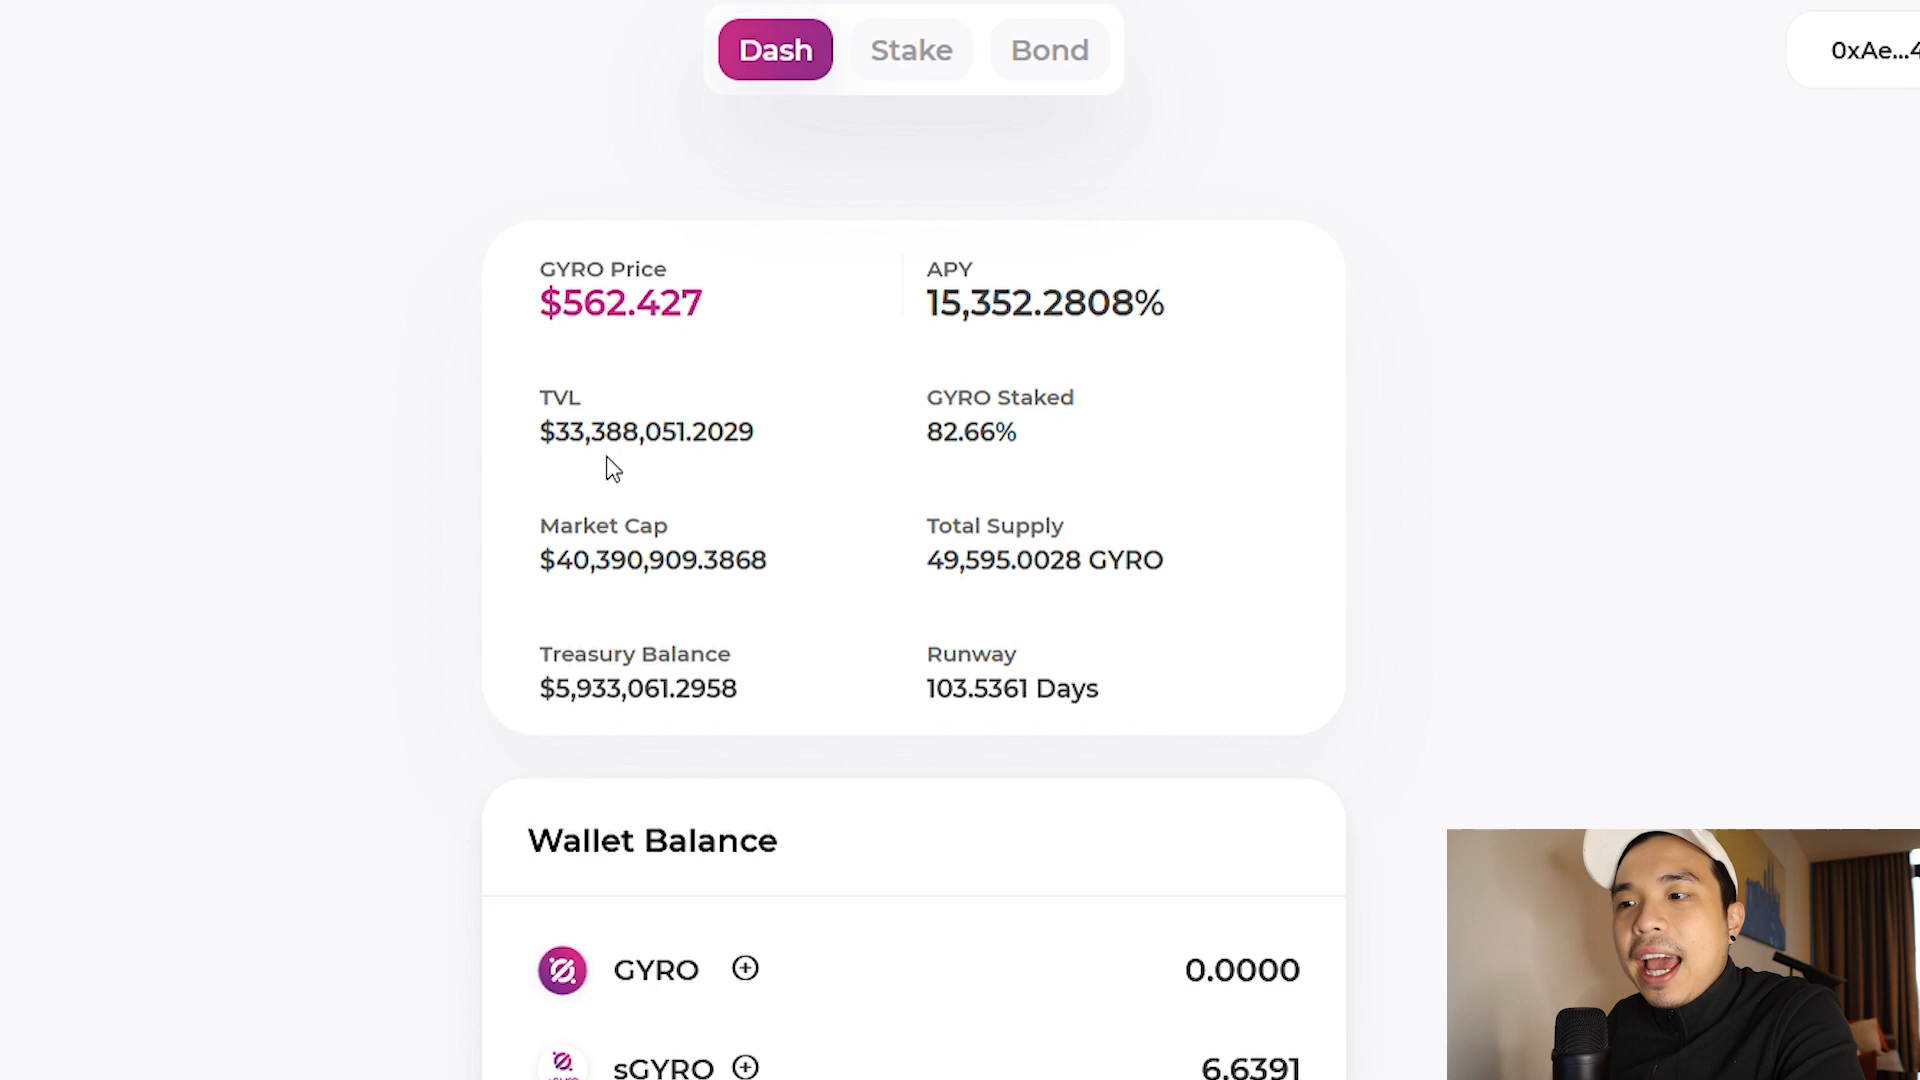 Dash Stake Bond
0xAe...4
GYRO Price APY
$562.427 15,352.2808%
TVL GYRO Staked
$33,388,051.2029 82.66%
Market Cap Total Supply
$40,390,909.3868 49,595.0028 GYRO
Treasury Balance Runway
$5,933,061.2958 103.5361 Days
Wallet Balance
GYRO 0.0000
sGYRO 6.6391